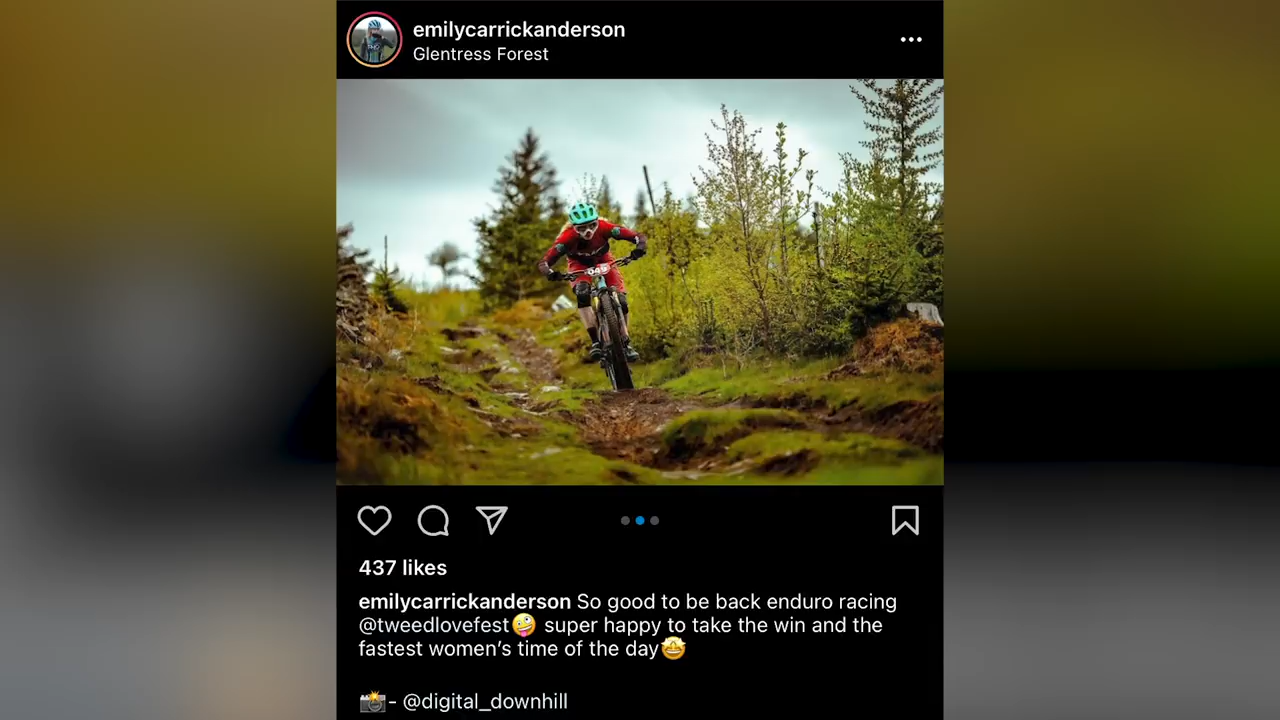 emilycarrickanderson
Glentress Forest
049
437 likes
emilycarrickanderson So good to be back enduro racing
@tweedlovefest🤪 super happy to take the win and the
fastest women’s time of the day🤩
📸- @digital_downhill